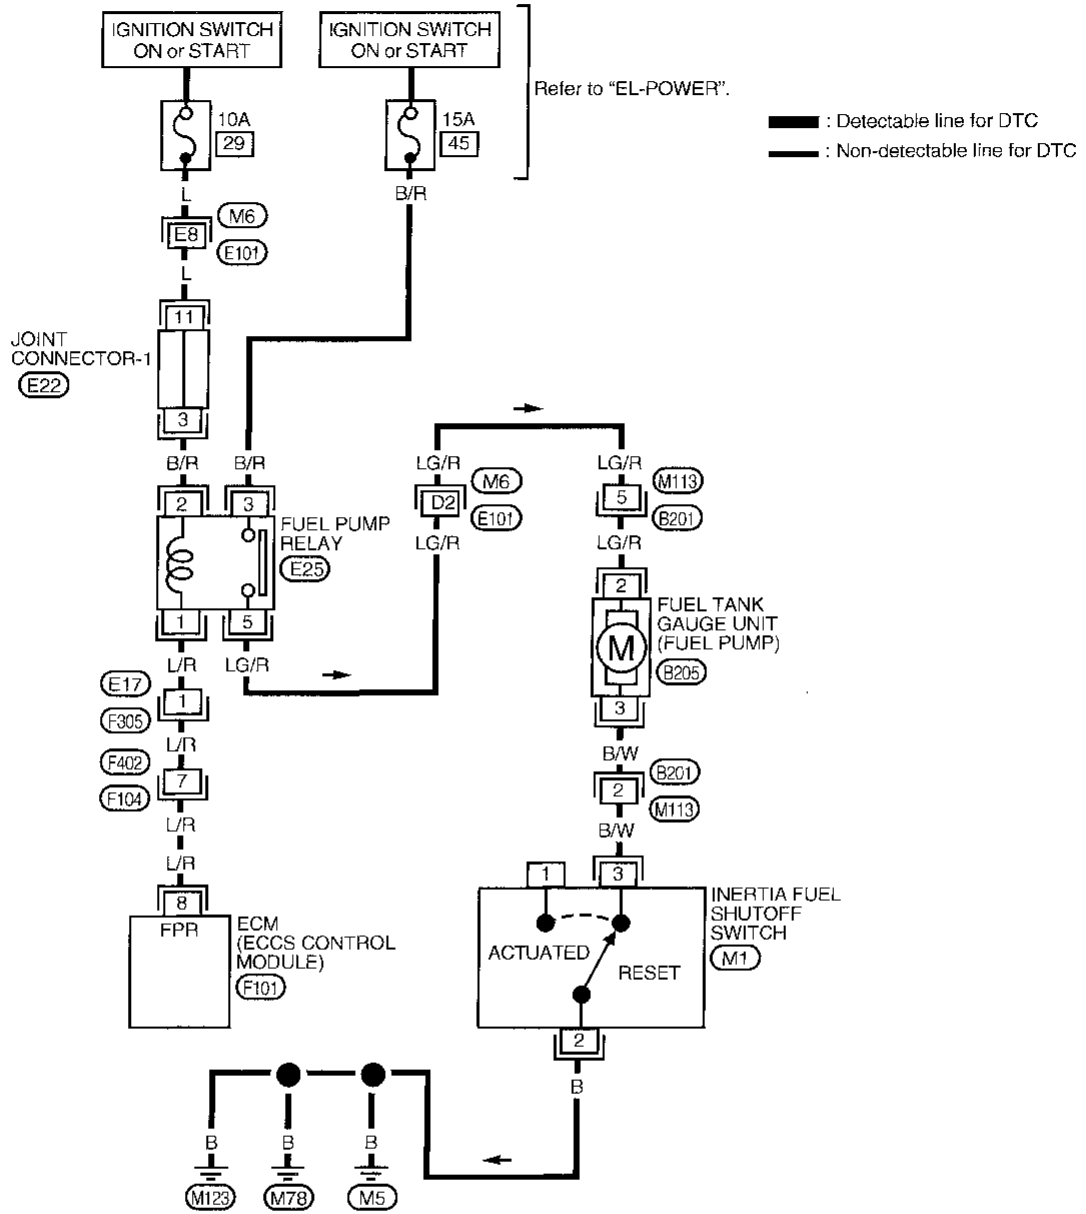 IGNITION SWITCH
ON or START
IGNITION SWITCH
ON or START
Refer to "EL-POWER".
10A
29
15A
45
: Detectable line for DTC
: Non-detectable line for DTC
L
B/R
E8
M6
E101
L
11
JOINT
CONNECTOR-1
E22
3
B/R
B/R
LG/R
LG/R
2
3
D2
M6
E101
5
M113
B201
FUEL PUMP
RELAY
E25
LG/R
LG/R
2
1
5
FUEL TANK
GAUGE UNIT
(FUEL PUMP)
B205
M
L/R
LG/R
E17
1
F305
3
L/R
B/W
F402
7
F104
B201
2
M113
L/R
B/W
L/R
8
FPR
ECM
(ECCS CONTROL
MODULE)
F101
1
3
INERTIA FUEL
SHUTOFF
SWITCH
M1
ACTUATED
RESET
2
B
B
B
B
M123
M78
M5